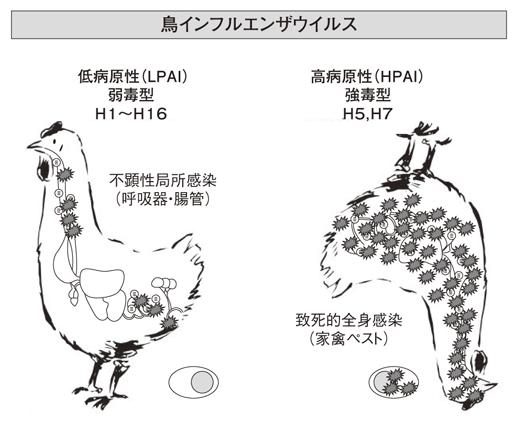 鳥インフルエンザウイルス
低病原性(LPAI)
弱毒型
H1〜H16
不顕性局所感染
(呼吸器・腸管)
高病原性(HPAI)
強毒型
H5,H7
致死的全身感染
(家禽ペスト)